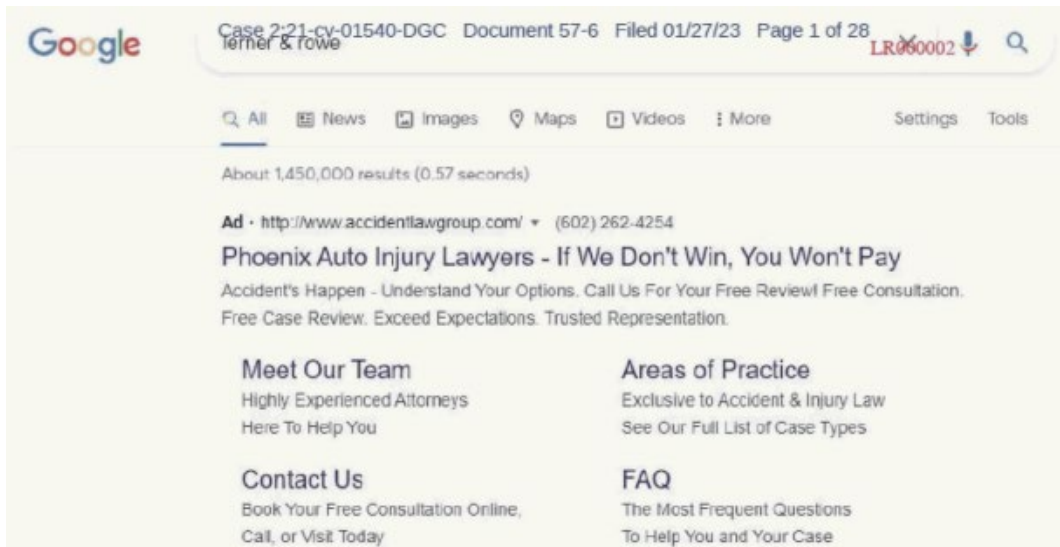 Google
Case 2:21-cv-01540-DGC Document 57-6 Filed 01/27/23 Page 1 of 28
lerner & rowe
LR000002
All News Images Maps Videos More Settings Tools
About 1,450,000 results (0.57 seconds)
Ad · http://www.accidentlawgroup.com/ (602) 262-4254
Phoenix Auto Injury Lawyers - If We Don't Win, You Won't Pay
Accident's Happen - Understand Your Options. Call Us For Your Free Review! Free Consultation.
Free Case Review. Exceed Expectations. Trusted Representation.
Meet Our Team
Highly Experienced Attorneys
Here To Help You
Areas of Practice
Exclusive to Accident & Injury Law
See Our Full List of Case Types
Contact Us
Book Your Free Consultation Online,
Call, or Visit Today
FAQ
The Most Frequent Questions
To Help You and Your Case